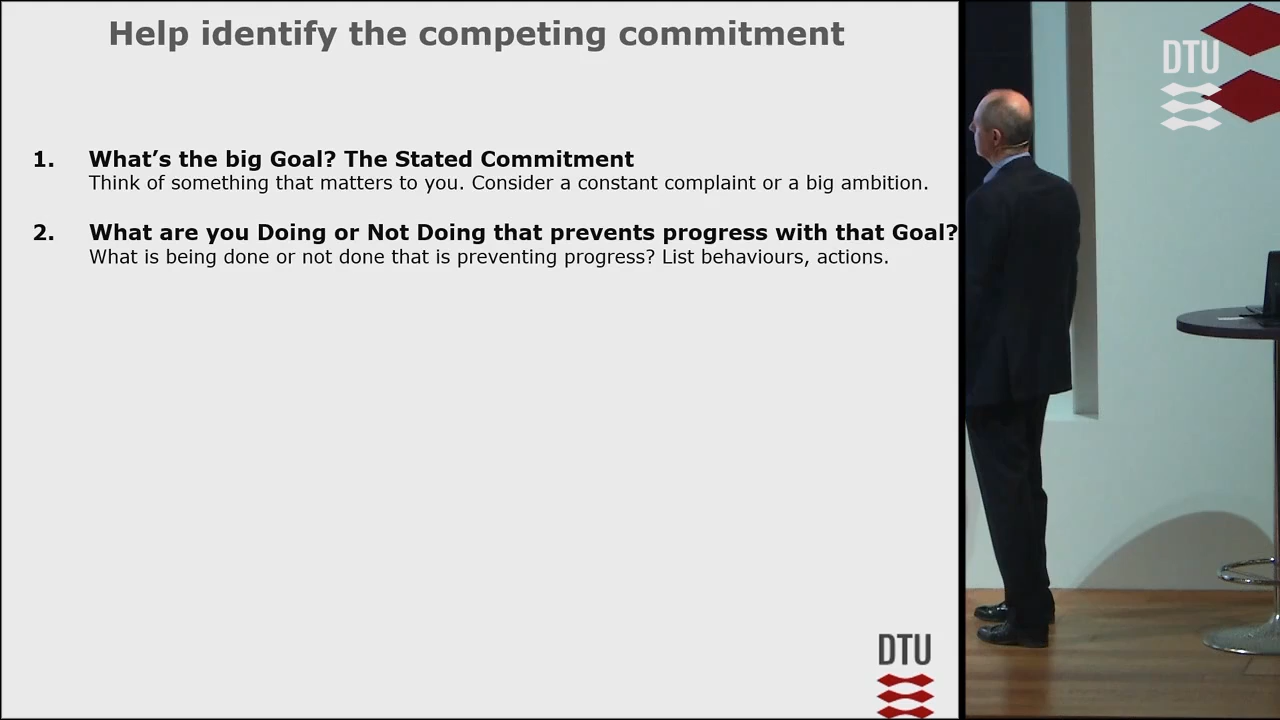 Help identify the competing commitment
DTU
1. What’s the big Goal? The Stated Commitment
Think of something that matters to you. Consider a constant complaint or a big ambition.
2. What are you Doing or Not Doing that prevents progress with that Goal?
What is being done or not done that is preventing progress? List behaviours, actions.
DTU